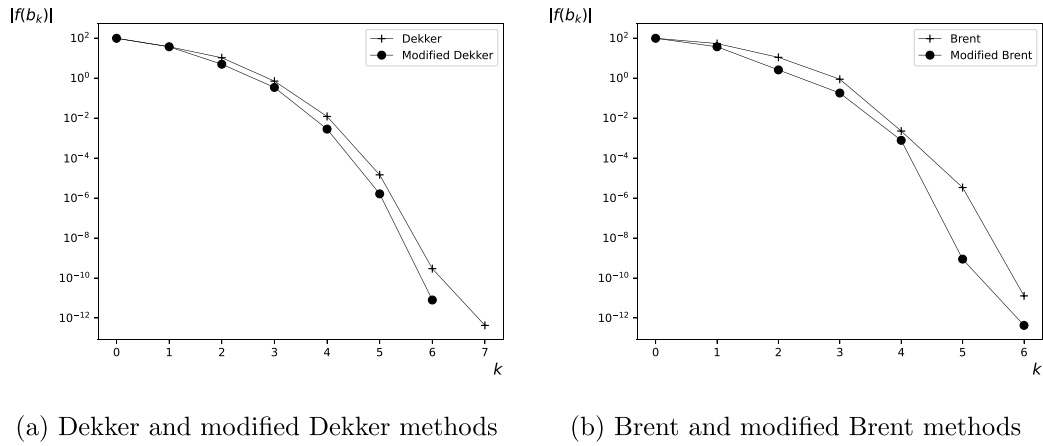 |f(b_k)|
10^2
10^0
10^-2
10^-4
10^-6
10^-8
10^-10
10^-12
Dekker
Modified Dekker
0 1 2 3 4 5 6 7
k
(a) Dekker and modified Dekker methods
|f(b_k)|
10^2
10^0
10^-2
10^-4
10^-6
10^-8
10^-10
10^-12
Brent
Modified Brent
0 1 2 3 4 5 6
k
(b) Brent and modified Brent methods